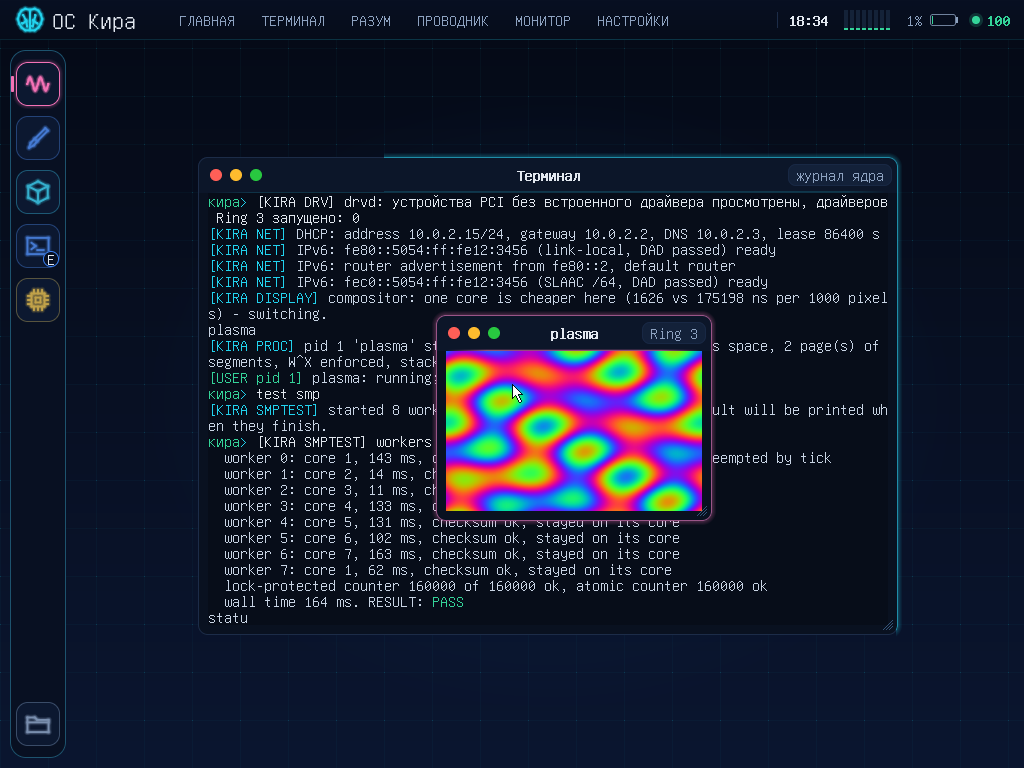 ОС Кира
ГЛАВНАЯ ТЕРМИНАЛ РАЗУМ ПРОВОДНИК МОНИТОР НАСТРОЙКИ
18:34 1% 100
E
Терминал
журнал ядра
кира> [KIRA DRV] drvd: устройства PCI без встроенного драйвера просмотрены, драйверов
Ring 3 запущено: 0
[KIRA NET] DHCP: address 10.0.2.15/24, gateway 10.0.2.2, DNS 10.0.2.3, lease 86400 s
[KIRA NET] IPv6: fe80::5054:ff:fe12:3456 (link-local, DAD passed) ready
[KIRA NET] IPv6: router advertisement from fe80::2, default router
[KIRA NET] IPv6: fec0::5054:ff:fe12:3456 (SLAAC /64, DAD passed) ready
[KIRA DISPLAY] compositor: one core is cheaper here (1626 vs 175198 ns per 1000 pixel
s) - switching.
plasma
[KIRA PROC] pid 1 'plasma' s space, 2 page(s) of
segments, W^X enforced, stac
[USER pid 1] plasma: running
кира> test smp
[KIRA SMPTEST] started 8 work ult will be printed wh
en they finish.
кира> [KIRA SMPTEST] workers
worker 0: core 1, 143 ms, eempted by tick
worker 1: core 2, 14 ms, c
worker 2: core 3, 11 ms, c
worker 3: core 4, 133 ms,
worker 4: core 5, 131 ms, checksum ok, stayed on its core
worker 5: core 6, 102 ms, checksum ok, stayed on its core
worker 6: core 7, 163 ms, checksum ok, stayed on its core
worker 7: core 1, 62 ms, checksum ok, stayed on its core
lock-protected counter 160000 of 160000 ok, atomic counter 160000 ok
wall time 164 ms. RESULT: PASS
statu
plasma
Ring 3